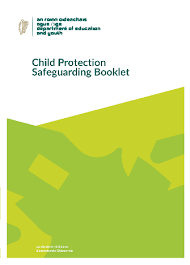 an roinn oideachais
agus óige
department of education
and youth
Child Protection
Safeguarding Booklet